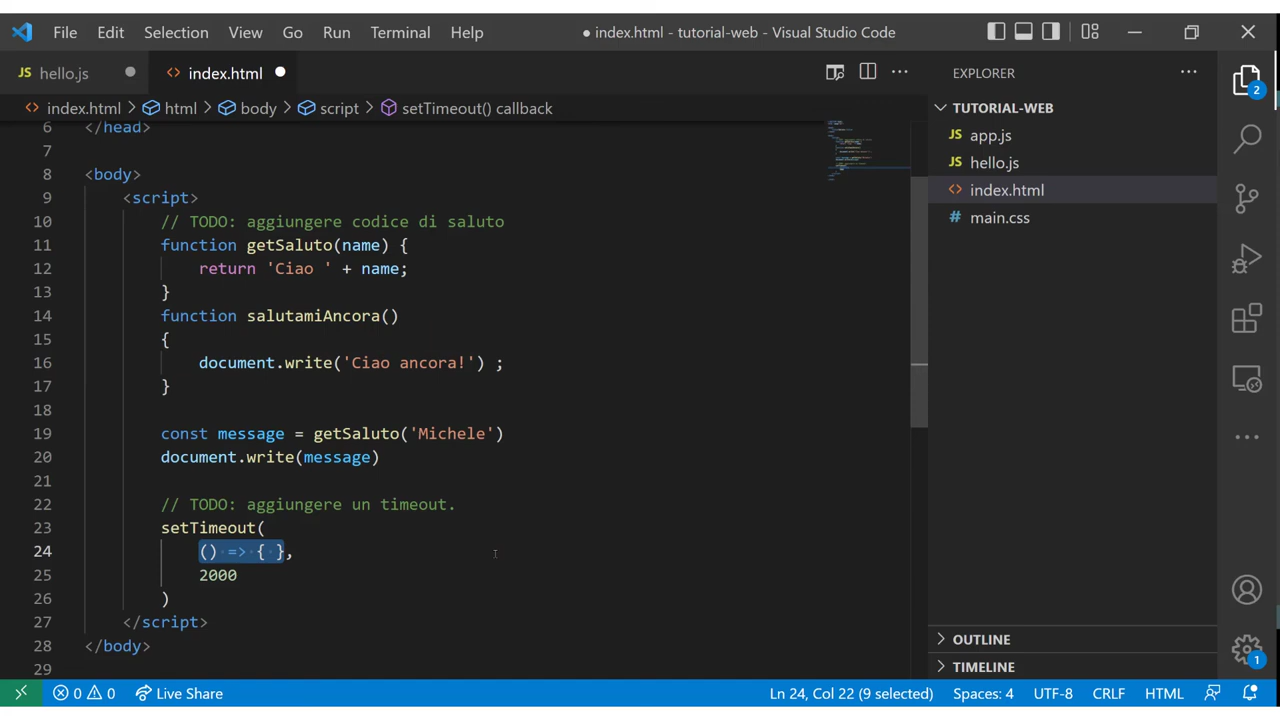 File Edit Selection View Go Run Terminal Help ● index.html - tutorial-web - Visual Studio Code
JS hello.js ● <> index.html ●
EXPLORER
<> index.html > html > body > script > setTimeout() callback
TUTORIAL-WEB
JS app.js
JS hello.js
<> index.html
# main.css
2
6 </head>
7
8 <body>
9 <script>
10 // TODO: aggiungere codice di saluto
11 function getSaluto(name) {
12 return 'Ciao ' + name;
13 }
14 function salutamiAncora()
15 {
16 document.write('Ciao ancora!') ;
17 }
18
19 const message = getSaluto('Michele')
20 document.write(message)
21
22 // TODO: aggiungere un timeout.
23 setTimeout(
24 () => { },
25 2000
26 )
27 </script>
28 </body>
29
OUTLINE
TIMELINE
1
0 0 Live Share Ln 24, Col 22 (9 selected) Spaces: 4 UTF-8 CRLF HTML